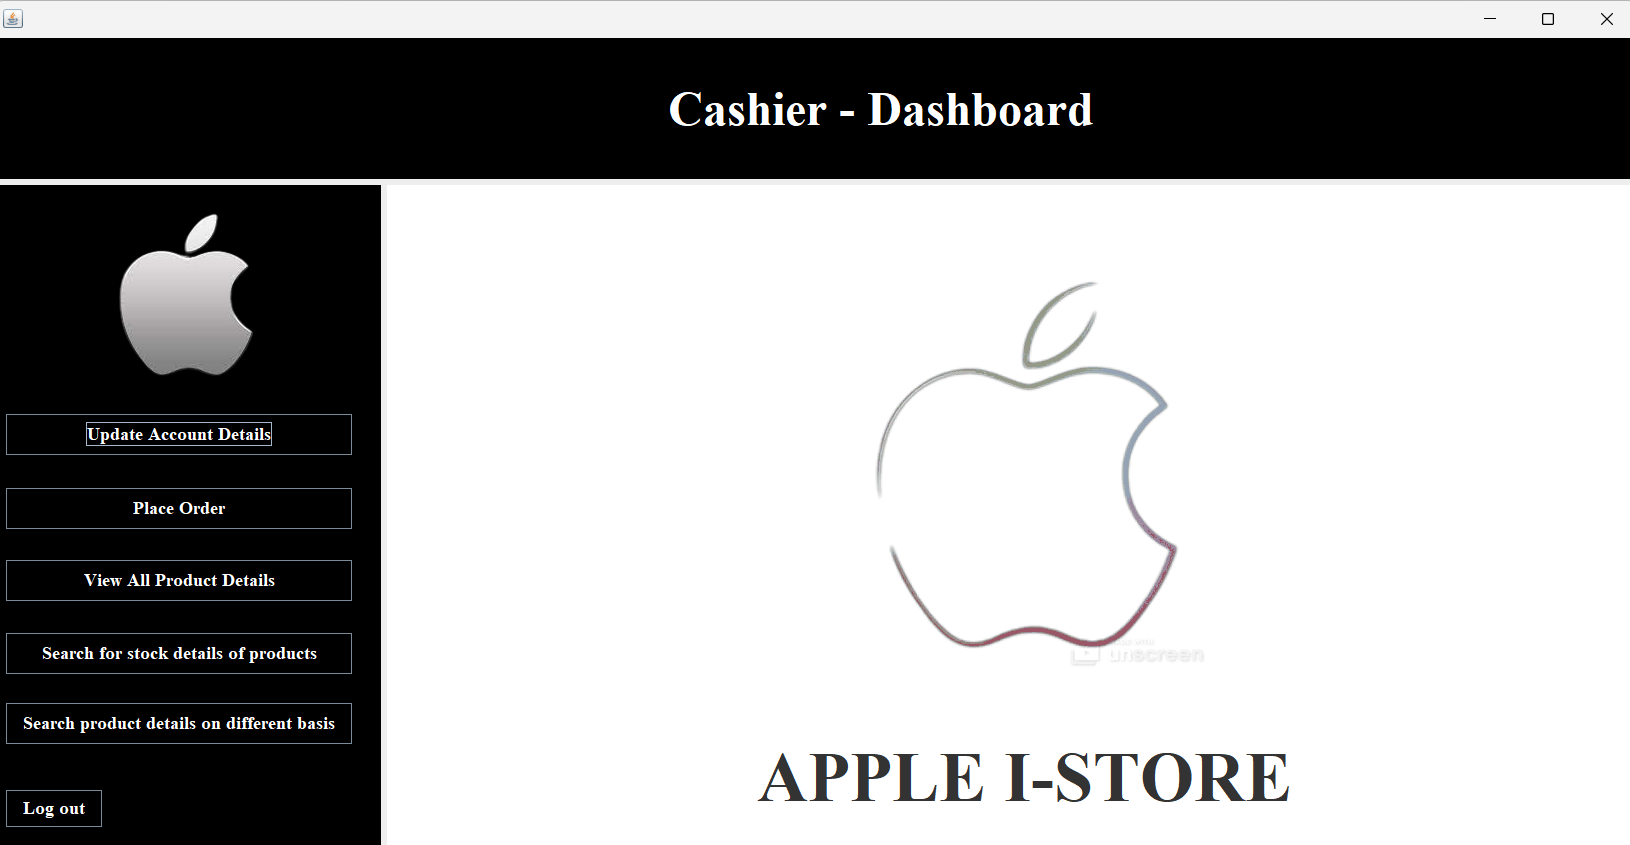 Cashier - Dashboard
Update Account Details
Place Order
View All Product Details
Search for stock details of products
Search product details on different basis
Log out
unscreen
APPLE I-STORE